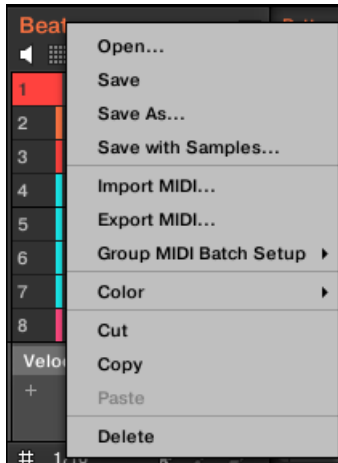 Beat
Open...
Save
1
Save As...
2
Save with Samples...
3
Import MIDI...
4
Export MIDI...
5
Group MIDI Batch Setup
6
Color
7
Cut
8
Copy
Velo
+
Paste
Delete
#